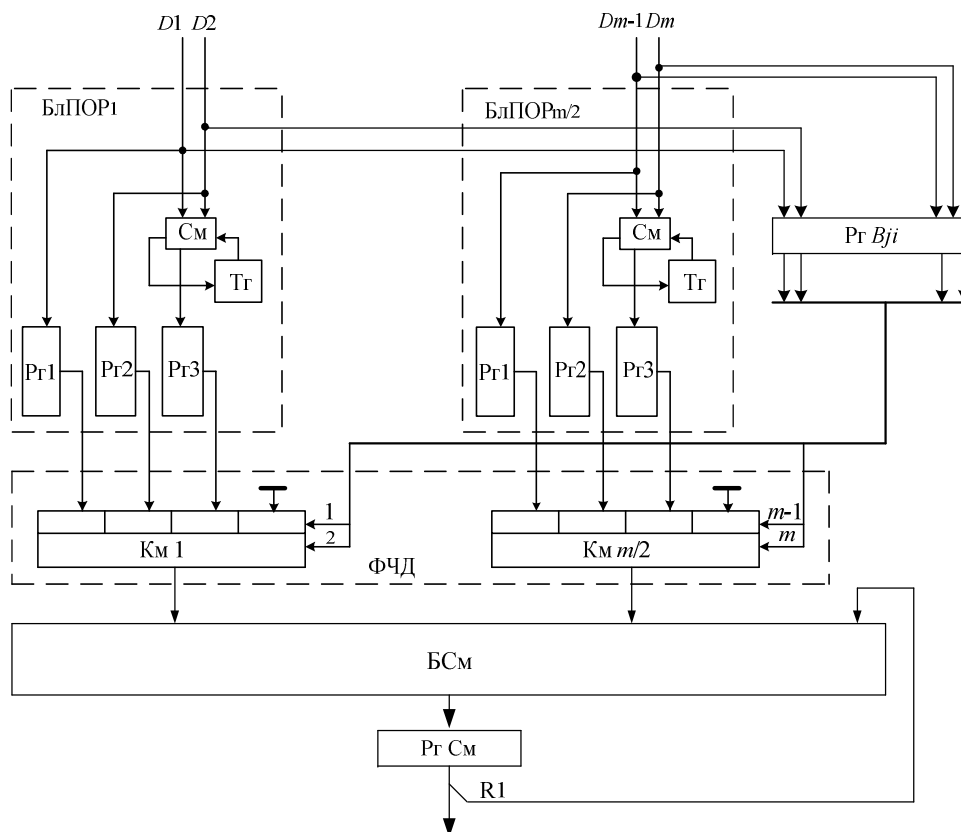 D1 D2
Dm-1 Dm
БлПОР1
БлПОРm/2
См
См
Рг Bji
Тг
Тг
Рг1
Рг2
Рг3
Рг1
Рг2
Рг3
1
2
m-1
m
Км 1
Км m/2
ФЧД
БСм
Рг См
R1